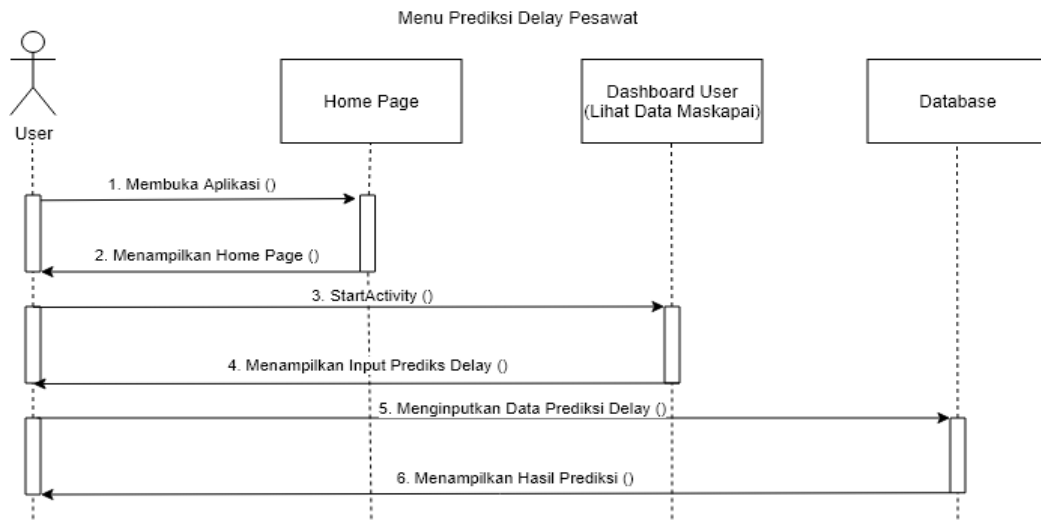 Menu Prediksi Delay Pesawat
User
Home Page
Dashboard User
(Lihat Data Maskapai)
Database
1. Membuka Aplikasi ()
2. Menampilkan Home Page ()
3. StartActivity ()
4. Menampilkan Input Prediks Delay ()
5. Menginputkan Data Prediksi Delay ()
6. Menampilkan Hasil Prediksi ()